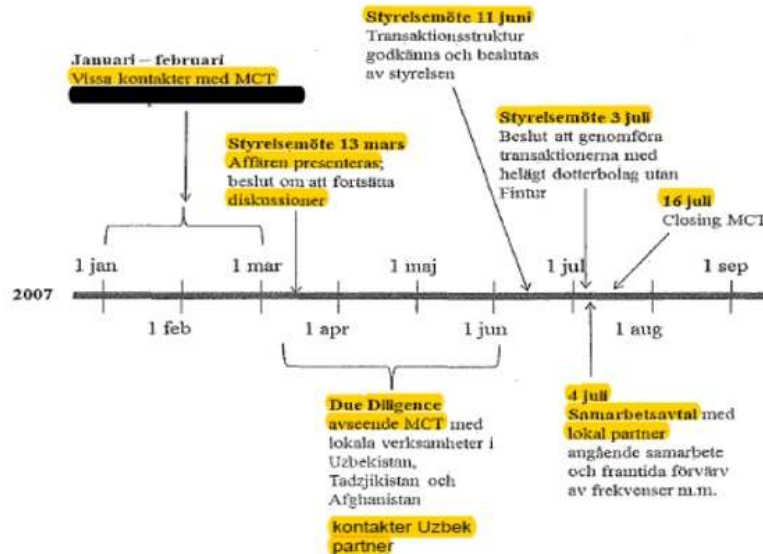 Styrelsemöte 11 juni
Transaktionsstruktur
godkänns och beslutas
av styrelsen
Januari – februari
Vissa kontakter med MCT
Styrelsemöte 3 juli
Beslut att genomföra
transaktionerna med
helägt dotterbolag utan
Fintur
Styrelsemöte 13 mars
Affären presenteras;
beslut om att fortsätta
diskussioner
16 juli
Closing MCT
1 jan
1 mar
1 maj
1 jul
1 sep
2007
1 feb
1 apr
1 jun
1 aug
Due Diligence
avseende MCT med
lokala verksamheter i
Uzbekistan,
Tadzjikistan och
Afghanistan
kontakter Uzbek
partner
4 juli
Samarbetsavtal med
lokal partner
angående samarbete
och framtida förvärv
av frekvenser m.m.